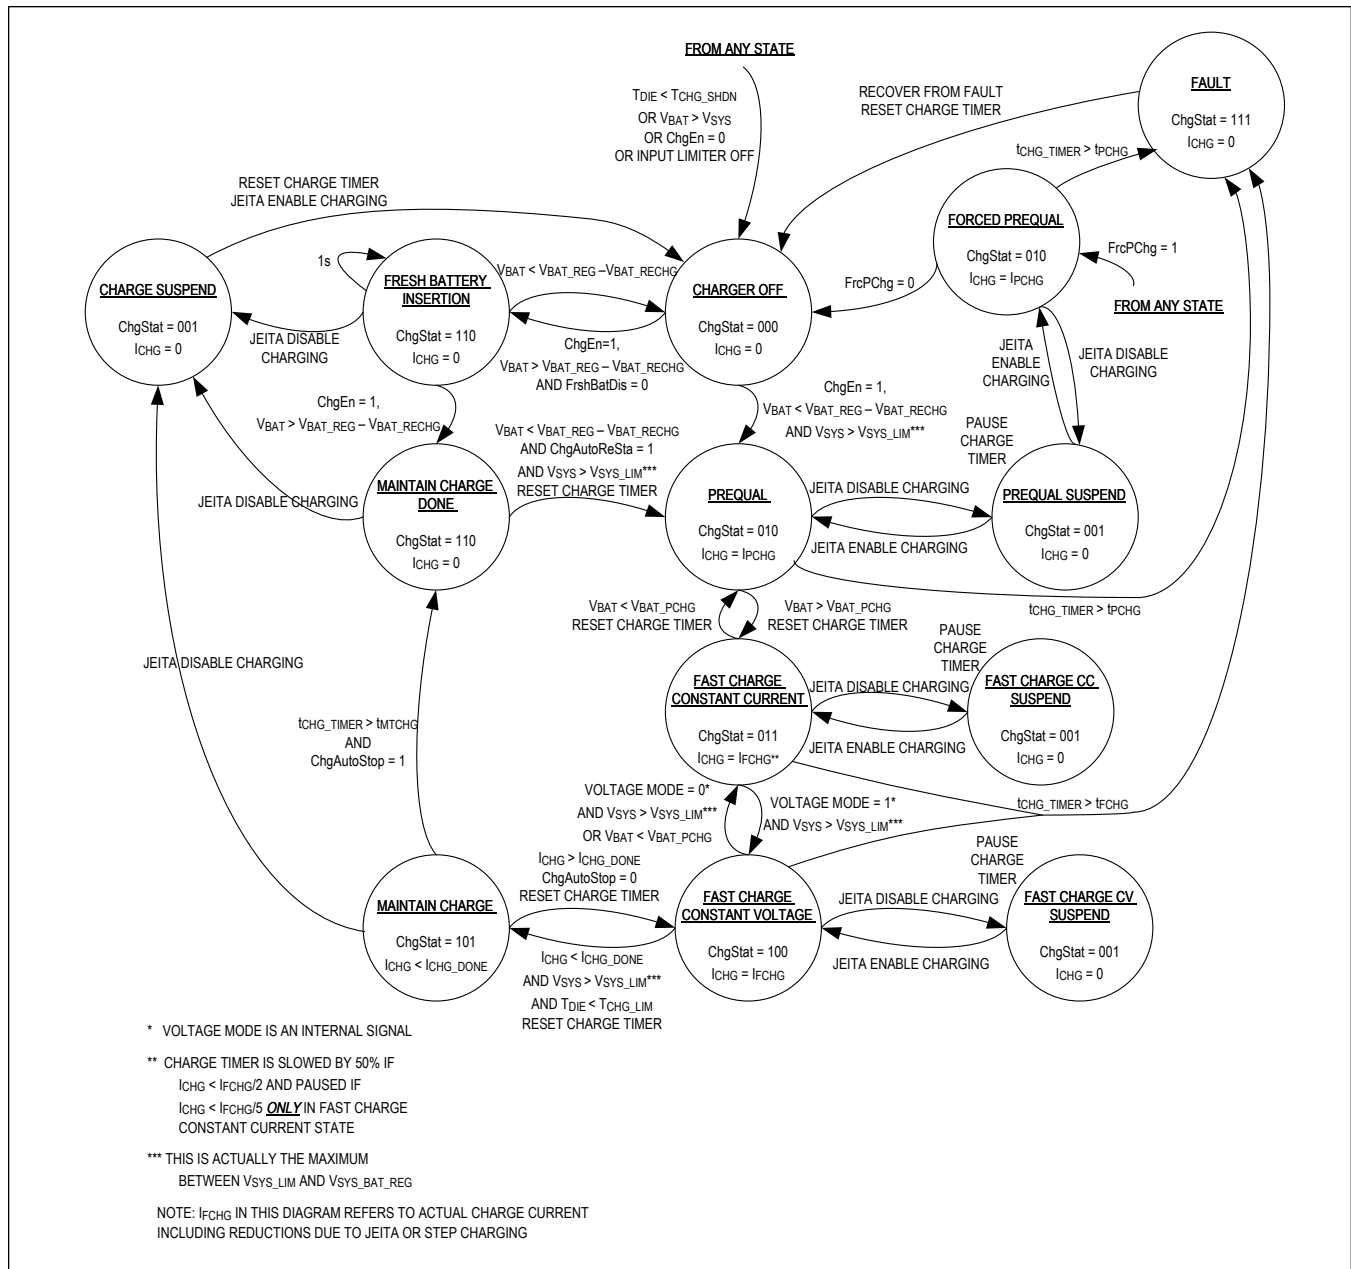 FROM ANY STATE
TDIE < TCHG_SHDN
OR VBAT > VSYS
OR ChgEn = 0
OR INPUT LIMITER OFF
RECOVER FROM FAULT
RESET CHARGE TIMER
FAULT
ChgStat = 111
ICHG = 0
tCHG_TIMER > tPCHG
RESET CHARGE TIMER
JEITA ENABLE CHARGING
FORCED PREQUAL
ChgStat = 010
ICHG = IPCHG
FrcPChg = 1
FROM ANY STATE
FrcPChg = 0
CHARGE SUSPEND
ChgStat = 001
ICHG = 0
1s
FRESH BATTERY
INSERTION
ChgStat = 110
ICHG = 0
VBAT < VBAT_REG –VBAT_RECHG
CHARGER OFF
ChgStat = 000
ICHG = 0
JEITA DISABLE
CHARGING
ChgEn=1,
VBAT > VBAT_REG – VBAT_RECHG
AND FrshBatDis = 0
JEITA
ENABLE
CHARGING
JEITA DISABLE
CHARGING
ChgEn = 1,
VBAT > VBAT_REG – VBAT_RECHG
ChgEn = 1,
VBAT < VBAT_REG – VBAT_RECHG
AND VSYS > VSYS_LIM***
PAUSE
CHARGE
TIMER
VBAT < VBAT_REG – VBAT_RECHG
AND ChgAutoReSta = 1
AND VSYS > VSYS_LIM***
RESET CHARGE TIMER
JEITA DISABLE CHARGING
MAINTAIN CHARGE
DONE
ChgStat = 110
ICHG = 0
PREQUAL
ChgStat = 010
ICHG = IPCHG
JEITA DISABLE CHARGING
JEITA ENABLE CHARGING
PREQUAL SUSPEND
ChgStat = 001
ICHG = 0
tCHG_TIMER > tPCHG
VBAT < VBAT_PCHG
RESET CHARGE TIMER
VBAT > VBAT_PCHG
RESET CHARGE TIMER
PAUSE
CHARGE
TIMER
JEITA DISABLE CHARGING
FAST CHARGE
CONSTANT CURRENT
ChgStat = 011
ICHG = IFCHG**
JEITA DISABLE CHARGING
JEITA ENABLE CHARGING
FAST CHARGE CC
SUSPEND
ChgStat = 001
ICHG = 0
tCHG_TIMER > tMTCHG
AND
ChgAutoStop = 1
VOLTAGE MODE = 0*
AND VSYS > VSYS_LIM***
OR VBAT < VBAT_PCHG
VOLTAGE MODE = 1*
AND VSYS > VSYS_LIM***
tCHG_TIMER > tFCHG
PAUSE
CHARGE
TIMER
ICHG > ICHG_DONE
ChgAutoStop = 0
RESET CHARGE TIMER
MAINTAIN CHARGE
ChgStat = 101
ICHG < ICHG_DONE
FAST CHARGE
CONSTANT VOLTAGE
ChgStat = 100
ICHG = IFCHG
JEITA DISABLE CHARGING
JEITA ENABLE CHARGING
FAST CHARGE CV
SUSPEND
ChgStat = 001
ICHG = 0
ICHG < ICHG_DONE
AND VSYS > VSYS_LIM***
AND TDIE < TCHG_LIM
RESET CHARGE TIMER
* VOLTAGE MODE IS AN INTERNAL SIGNAL
** CHARGE TIMER IS SLOWED BY 50% IF
ICHG < IFCHG/2 AND PAUSED IF
ICHG < IFCHG/5 ONLY IN FAST CHARGE
CONSTANT CURRENT STATE
*** THIS IS ACTUALLY THE MAXIMUM
BETWEEN VSYS_LIM AND VSYS_BAT_REG
NOTE: IFCHG IN THIS DIAGRAM REFERS TO ACTUAL CHARGE CURRENT
INCLUDING REDUCTIONS DUE TO JEITA OR STEP CHARGING